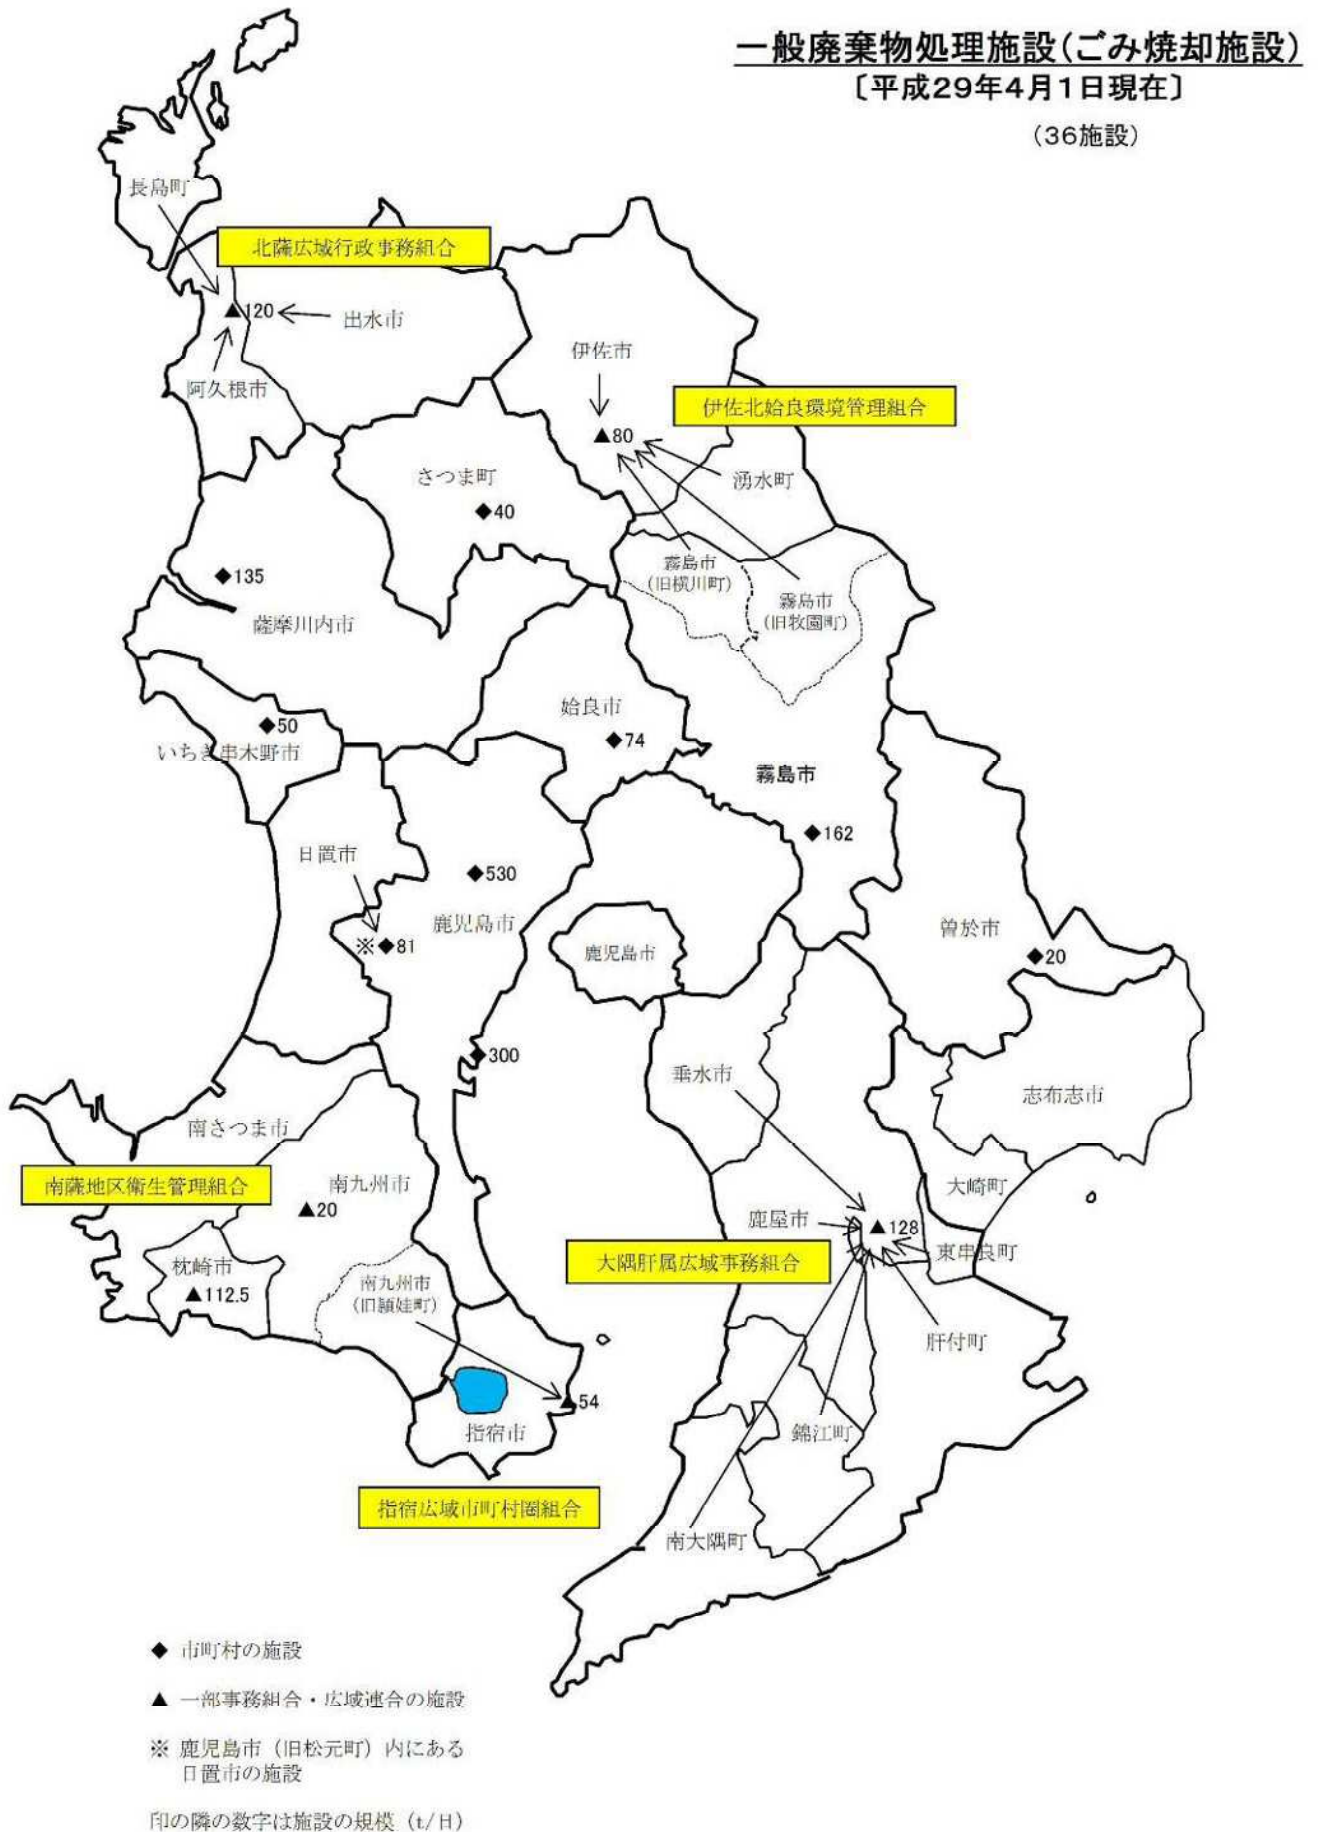 一般廃棄物処理施設(ごみ焼却施設)
〔平成29年4月1日現在〕
(36施設)
長島町
北薩広域行政事務組合
▲120
出水市
阿久根市
伊佐市
伊佐北姶良環境管理組合
▲80
湧水町
さつま町
◆40
霧島市
(旧横川町)
霧島市
(旧牧園町)
◆135
薩摩川内市
◆50
いちき串木野市
姶良市
◆74
霧島市
◆162
日置市
◆530
鹿児島市
※◆81
鹿児島市
曽於市
◆20
◆300
垂水市
志布志市
南さつま市
南薩地区衛生管理組合
南九州市
▲20
大崎町
鹿屋市
▲128
東串良町
大隅肝属広域事務組合
枕崎市
▲112.5
南九州市
(旧頴娃町)
肝付町
▲54
指宿市
錦江町
指宿広域市町村圏組合
南大隅町
◆ 市町村の施設
▲ 一部事務組合・広域連合の施設
※ 鹿児島市（旧松元町）内にある
日置市の施設
印の隣の数字は施設の規模（t/日）